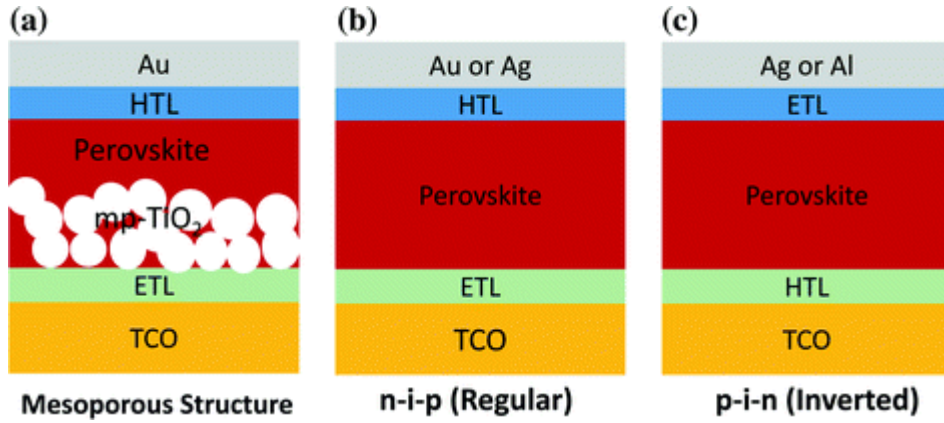 (a)
Au
HTL
Perovskite
mp-TiO₂
ETL
TCO
Mesoporous Structure
(b)
Au or Ag
HTL
Perovskite
ETL
TCO
n-i-p (Regular)
(c)
Ag or Al
ETL
Perovskite
HTL
TCO
p-i-n (Inverted)